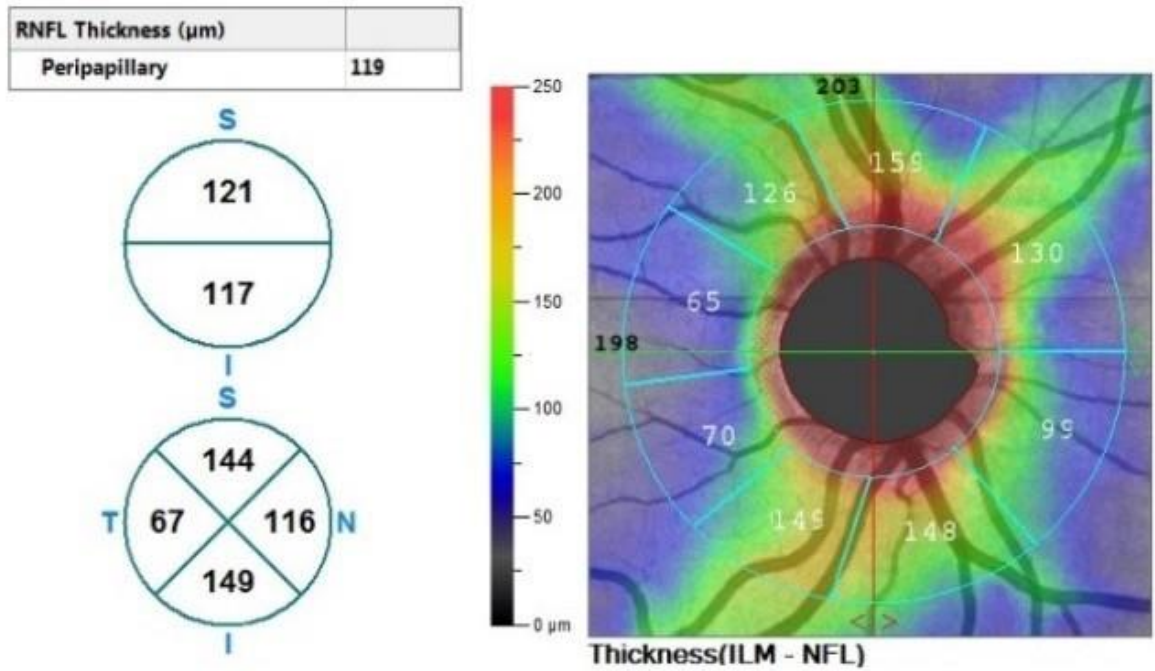 RNFL Thickness (μm)
Peripapillary 119
S
121
117
I
S
144
T 67 116 N
149
I
250
200
150
100
50
0 μm
203
159
126
130
65
198
70
99
149
148
< >
Thickness(ILM - NFL)